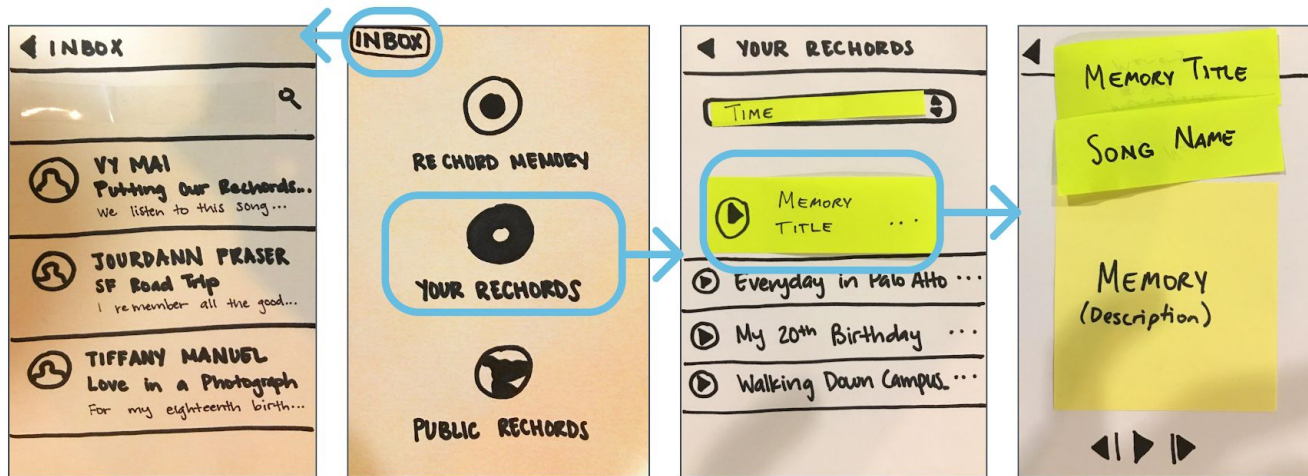 INBOX
VY MAI
Putting Our Rechords...
We listen to this song...
JOURDANN FRASER
SF Road Trip
I remember all the good...
TIFFANY MANUEL
Love in a Photograph
For my eighteenth birth...
INBOX
RECHORD MEMORY
YOUR RECHORDS
PUBLIC RECHORDS
YOUR RECHORDS
TIME
MEMORY
TITLE ...
Everyday in Palo Alto ...
My 20th Birthday ...
Walking Down Campus... ...
MEMORY TITLE
SONG NAME
MEMORY
(Description)